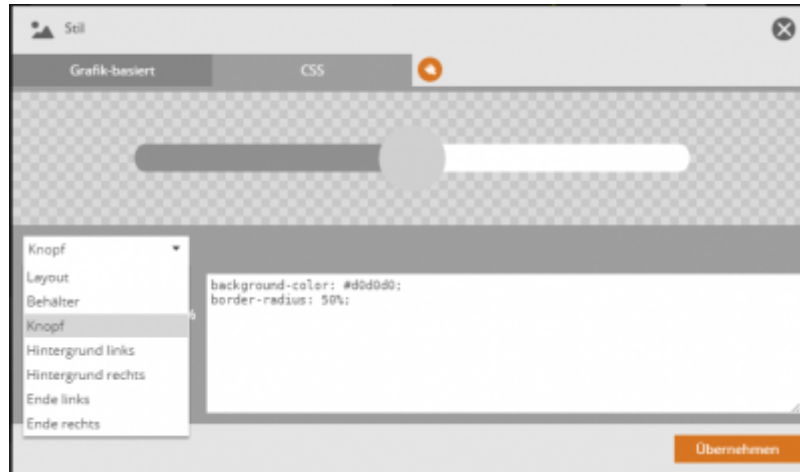 Stil
Grafik-basiert
CSS
Knopf
Layout
Behälter
Knopf
Hintergrund links
Hintergrund rechts
Ende links
Ende rechts
%
background-color: #d0d0d0;
border-radius: 50%;
Übernehmen